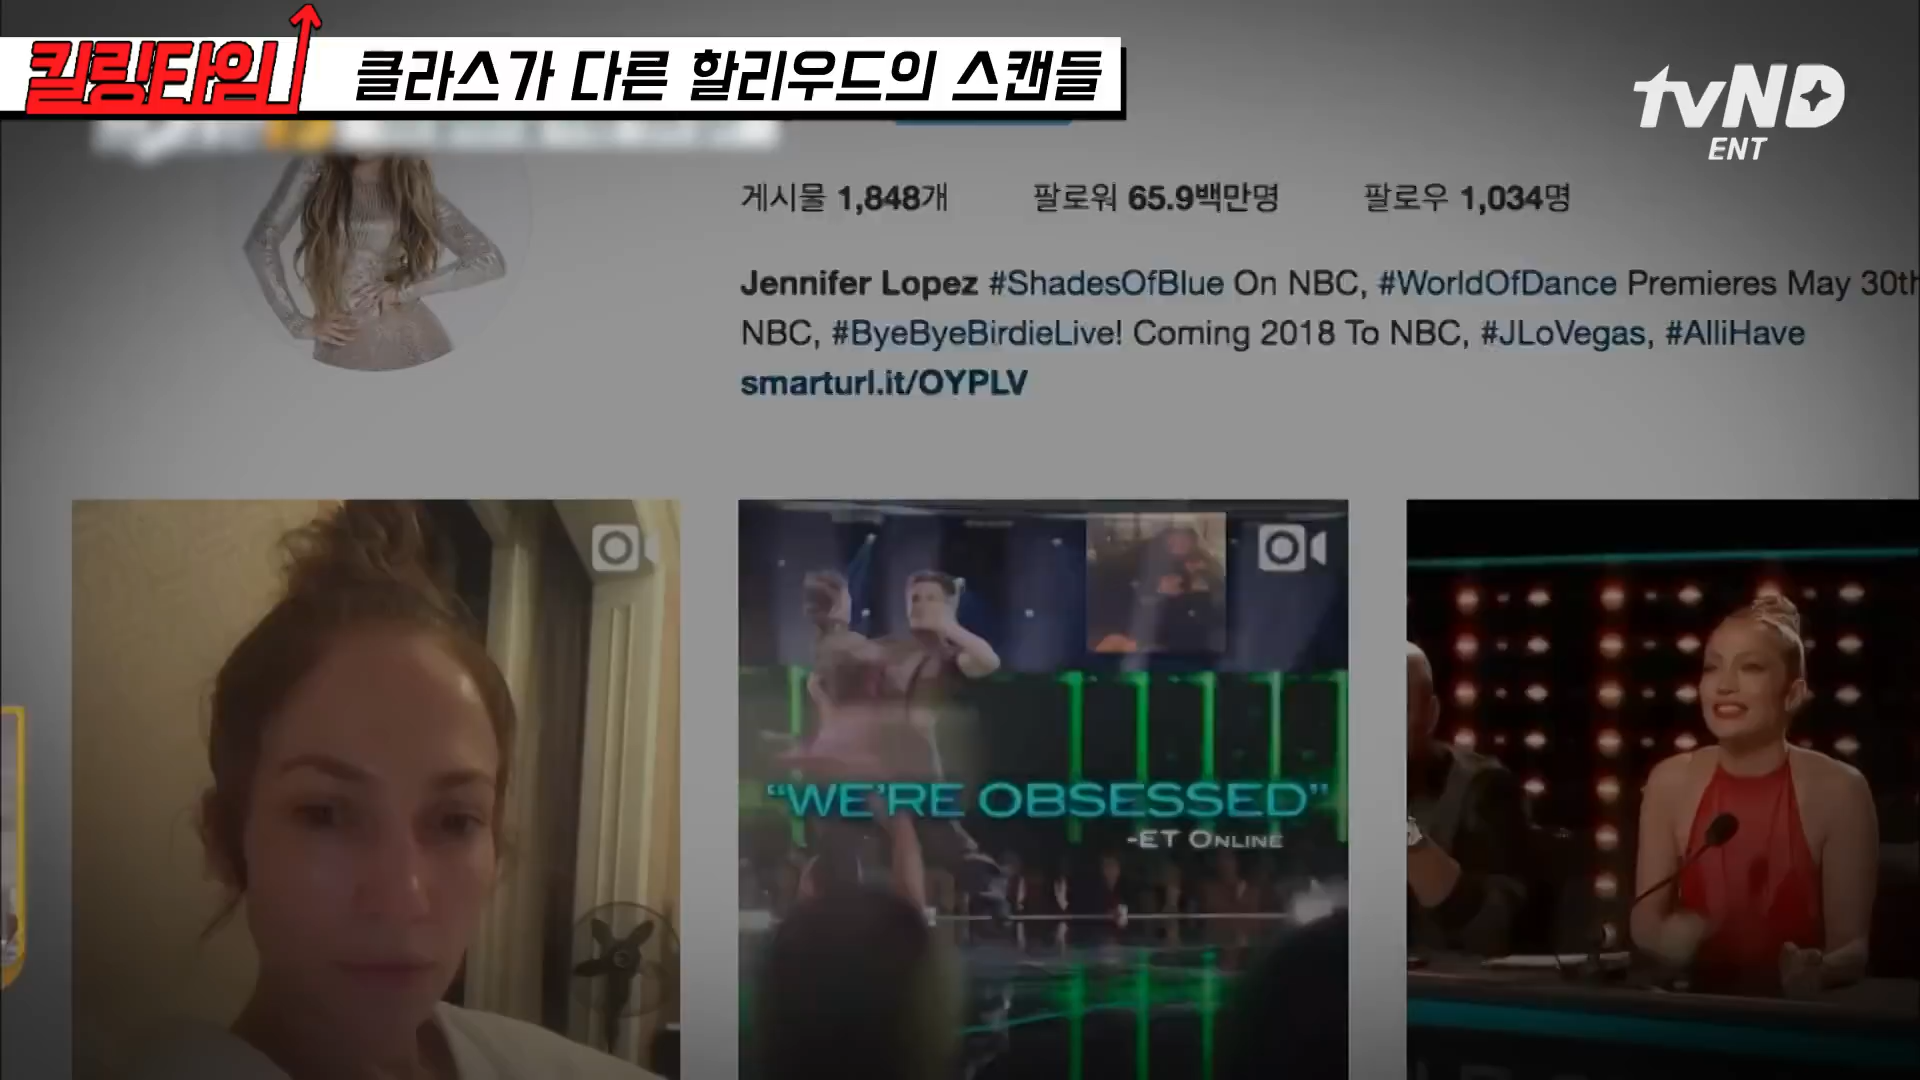 킬링타임
클라스가 다른 할리우드의 스캔들
tvND
ENT
게시물 1,848개 팔로워 65.9백만명 팔로우 1,034명
Jennifer Lopez #ShadesOfBlue On NBC, #WorldOfDance Premieres May 30th
NBC, #ByeByeBirdieLive! Coming 2018 To NBC, #JLoVegas, #AlliHave
smarturl.it/OYPLV
“WE’RE OBSESSED”
-ET ONLINE